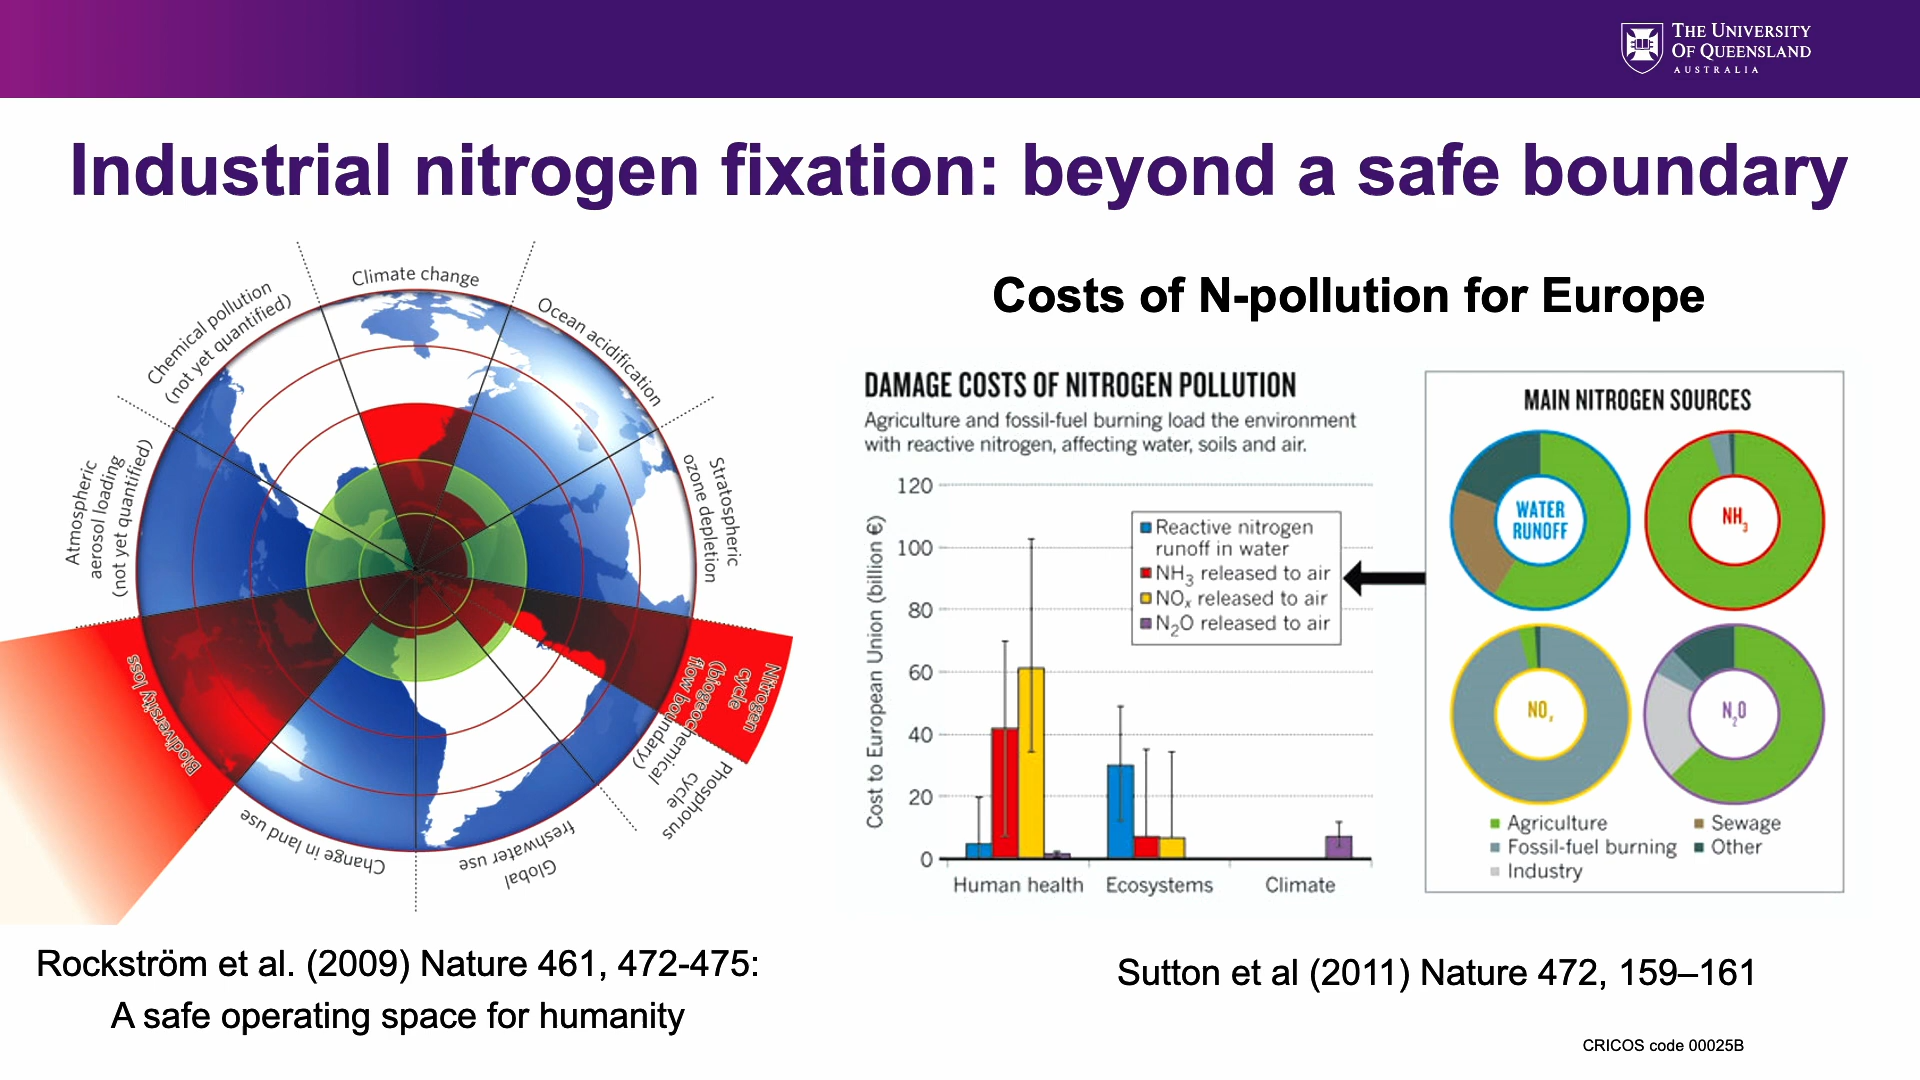 THE UNIVERSITY
OF QUEENSLAND
AUSTRALIA
Industrial nitrogen fixation: beyond a safe boundary
Climate change
Ocean acidification
Stratospheric
ozone depletion
Nitrogen
cycle
(biogeochemical
flow boundary)
Phosphorus
cycle
Global
freshwater use
Change in land use
Biodiversity loss
Atmospheric
aerosol loading
(not yet quantified)
Chemical pollution
(not yet quantified)
Rockström et al. (2009) Nature 461, 472-475:
A safe operating space for humanity
Costs of N-pollution for Europe
DAMAGE COSTS OF NITROGEN POLLUTION
Agriculture and fossil-fuel burning load the environment
with reactive nitrogen, affecting water, soils and air.
Cost to European Union (billion €)
120
100
80
60
40
20
0
Reactive nitrogen
runoff in water
NH₃ released to air
NOₓ released to air
N₂O released to air
Human health
Ecosystems
Climate
MAIN NITROGEN SOURCES
WATER
RUNOFF
NH₃
NOₓ
N₂O
Agriculture
Fossil-fuel burning
Industry
Sewage
Other
Sutton et al (2011) Nature 472, 159–161
CRICOS code 00025B